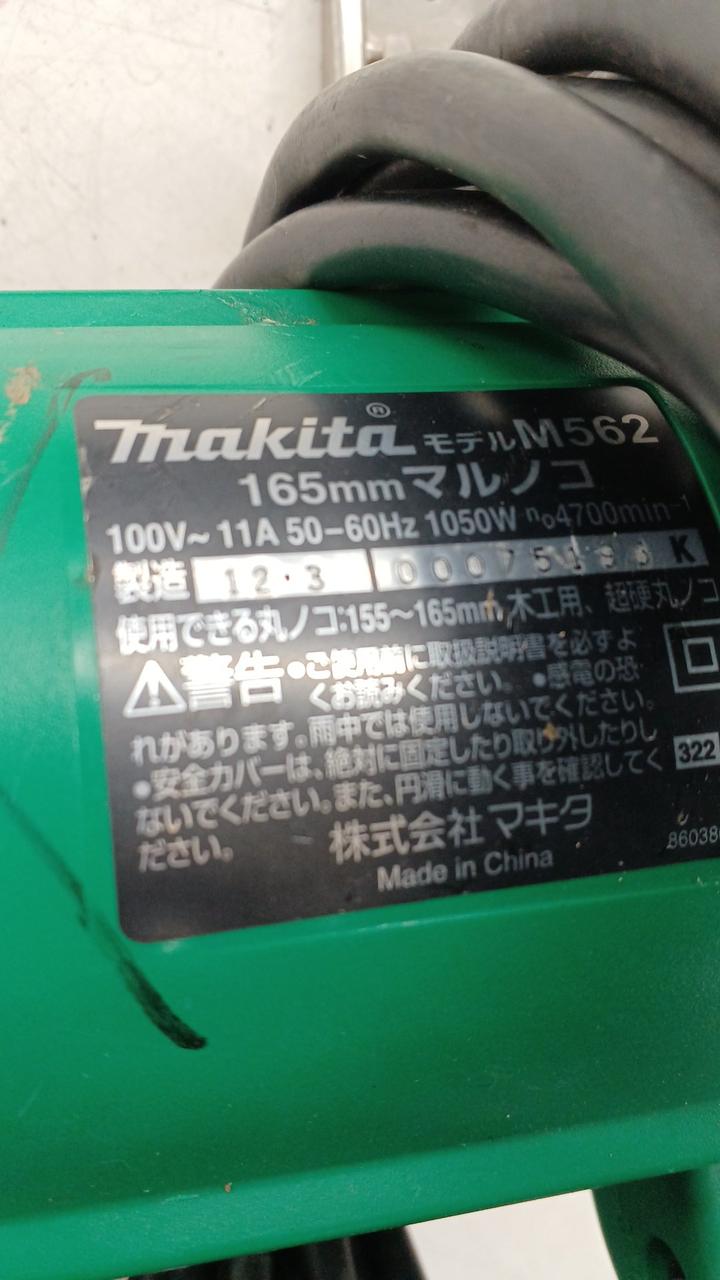 makita® モデルM562
165mmマルノコ
100V~ 11A 50-60Hz 1050W n₀4700min⁻¹
製造 12.3 K
使用できる丸ノコ:155~165mm,木工用、超硬丸ノコ
⚠警告 •ご使用前に取扱説明書を必ずよ
くお読みください。 •感電の恐
れがあります。雨中では使用しないでください。
•安全カバーは、絶対に固定したり取り外したりし
ないでください。また、円滑に動く事を確認してく
ださい。
322
株式会社 マキタ
Made in China